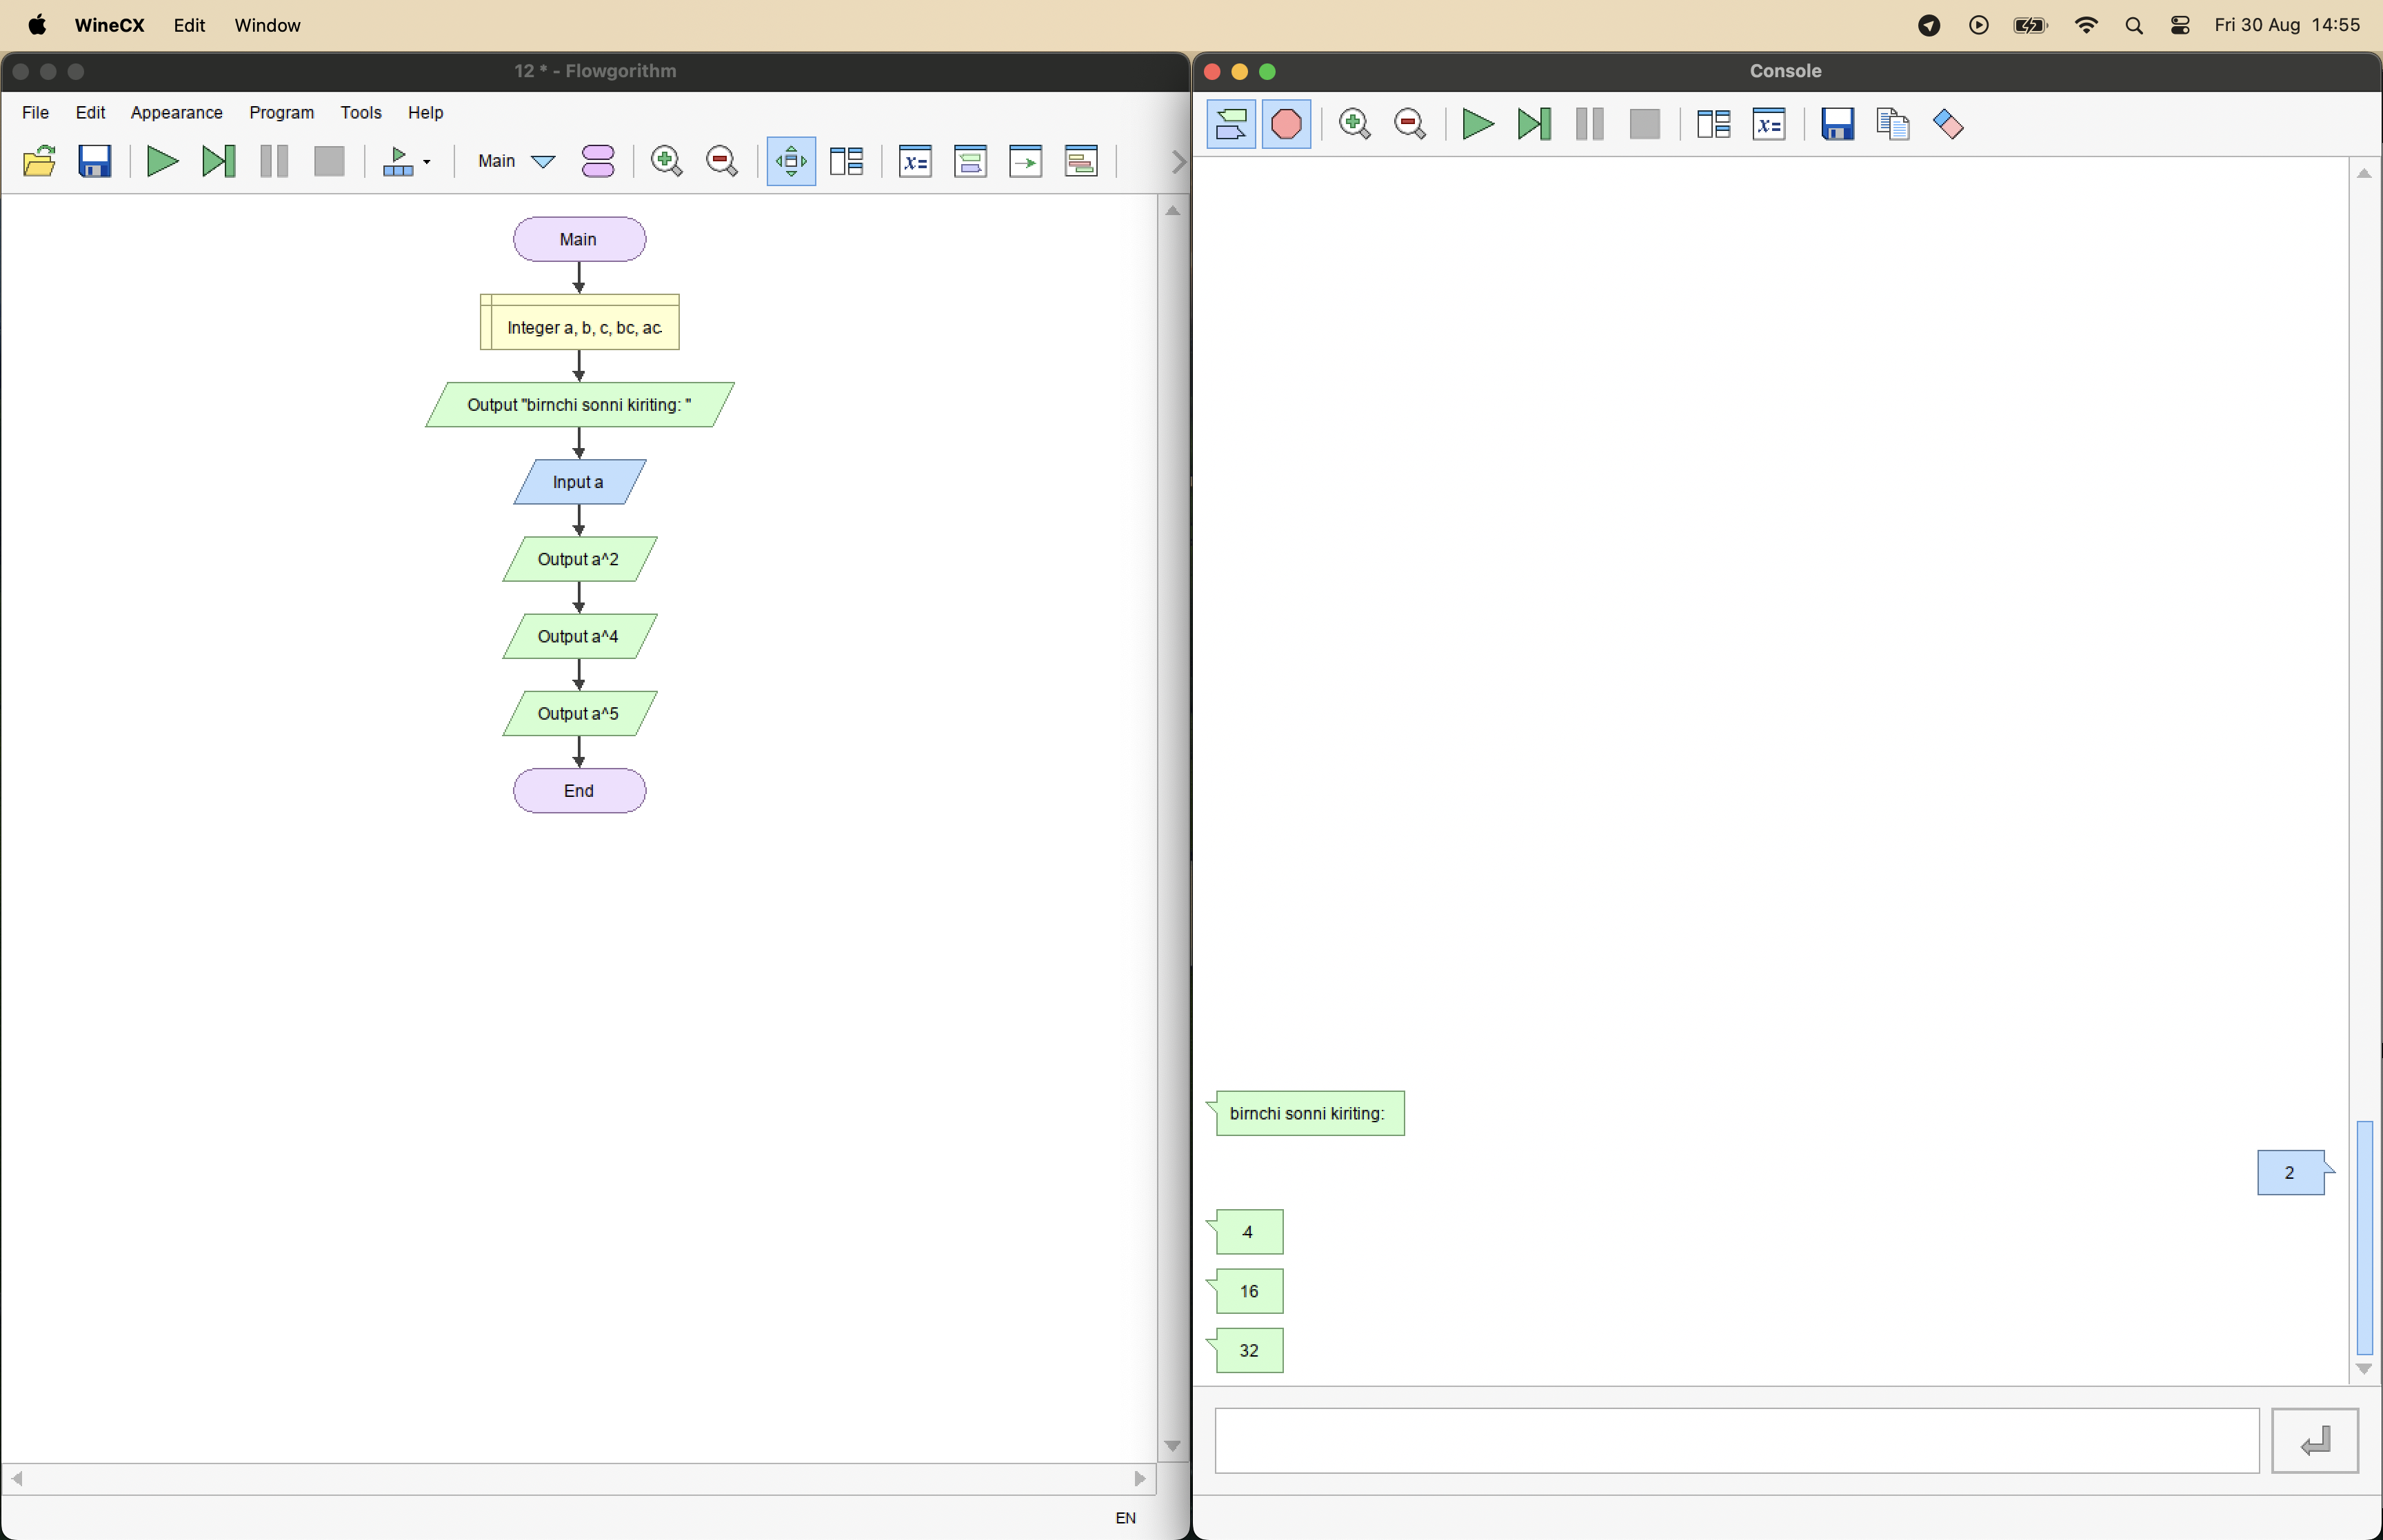 WineCX Edit Window Fri 30 Aug 14:55
12 * - Flowgorithm
File Edit Appearance Program Tools Help
Main
Main
Integer a, b, c, bc, ac
Output "birnchi sonni kiriting: "
Input a
Output a^2
Output a^4
Output a^5
End
EN
Console
x=
birnchi sonni kiriting:
2
4
16
32